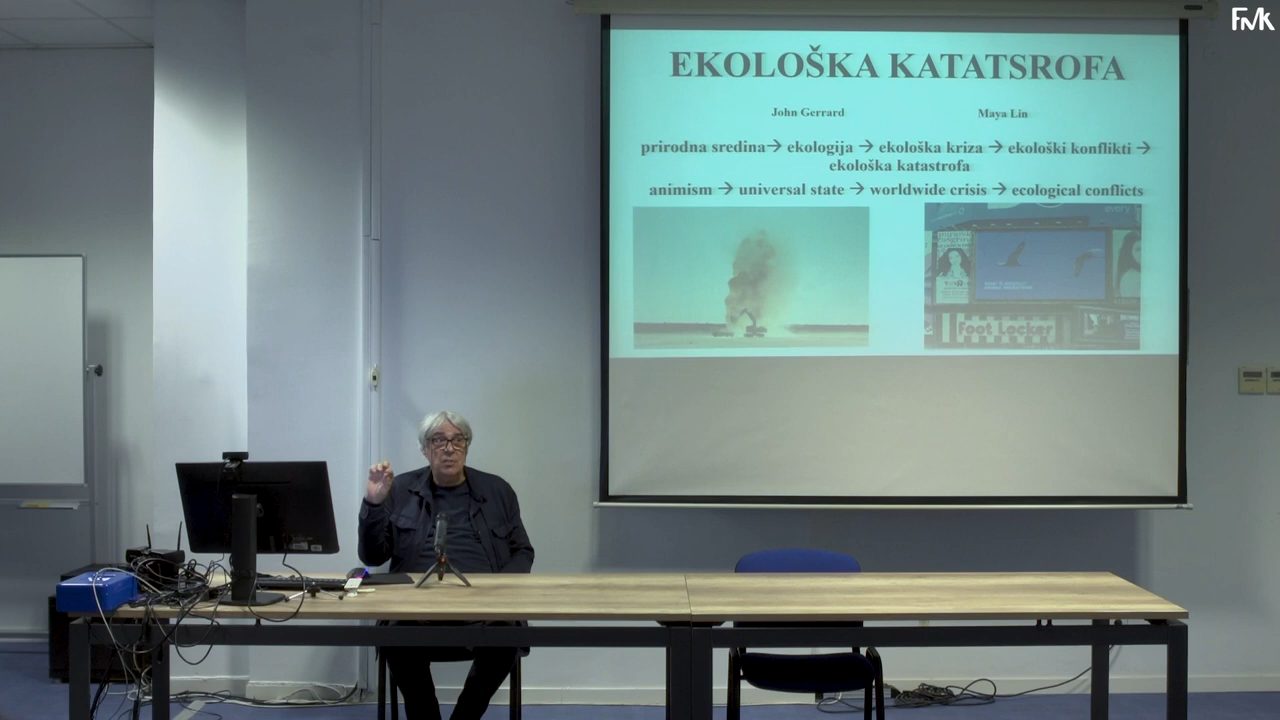 FMK
EKOLOŠKA KATATSROFA
John Gerrard
Maya Lin
prirodna sredina→ ekologija → ekološka kriza → ekološki konflikti →
ekološka katastrofa
animism → universal state → worldwide crisis → ecological conflicts
Foot Locker